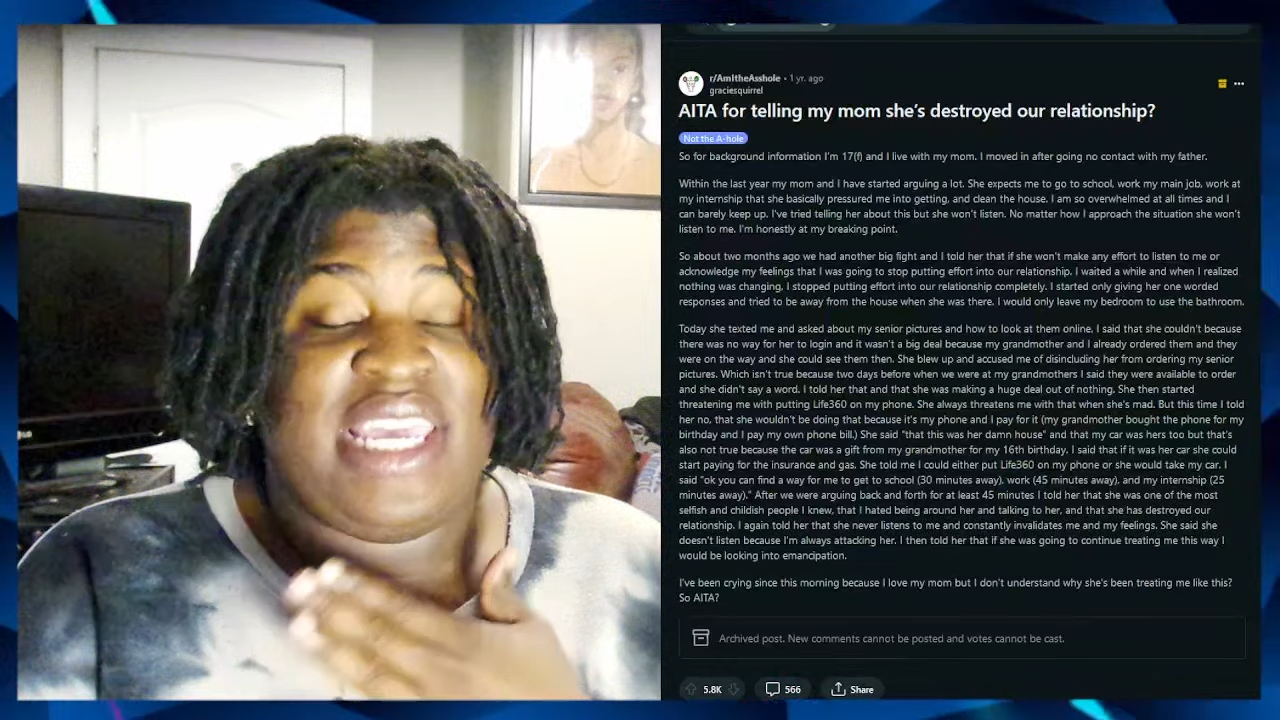 r/AmItheAsshole • 1 yr. ago
graciesquirrel
AITA for telling my mom she's destroyed our relationship?
Not the A-hole
So for background information I'm 17(f) and I live with my mom. I moved in after going no contact with my father.
Within the last year my mom and I have started arguing a lot. She expects me to go to school, work my main job, work at
my internship that she basically pressured me into getting, and clean the house. I am so overwhelmed at all times and I
can barely keep up. I've tried telling her about this but she won't listen. No matter how I approach the situation she won't
listen to me. I'm honestly at my breaking point.
So about two months ago we had another big fight and I told her that if she won't make any effort to listen to me or
acknowledge my feelings that I was going to stop putting effort into our relationship. I waited a while and when I realized
nothing was changing, I stopped putting effort into our relationship completely. I started only giving her one worded
responses and tried to be away from the house when she was there. I would only leave my bedroom to use the bathroom.
Today she texted me and asked about my senior pictures and how to look at them online. I said that she couldn't because
there was no way for her to login and it wasn't a big deal because my grandmother and I already ordered them and they
were on the way and she could see them then. She blew up and accused me of disincluding her from ordering my senior
pictures. Which isn't true because two days before when we were at my grandmothers I said they were available to order
and she didn't say a word. I told her that and that she was making a huge deal out of nothing. She then started
threatening me with putting Life360 on my phone. She always threatens me with that when she's mad. But this time I told
her no, that she wouldn't be doing that because it's my phone and I pay for it (my grandmother bought the phone for my
birthday and I pay my own phone bill.) She said "that this was her damn house" and that my car was hers too but that's
also not true because the car was a gift from my grandmother for my 16th birthday. I said that if it was her car she could
start paying for the insurance and gas. She told me I could either put Life360 on my phone or she would take my car. I
said "ok you can find a way for me to get to school (30 minutes away), work (45 minutes away), and my internship (25
minutes away)." After we were arguing back and forth for at least 45 minutes I told her that she was one of the most
selfish and childish people I knew, that I hated being around her and talking to her, and that she has destroyed our
relationship. I again told her that she never listens to me and constantly invalidates me and my feelings. She said she
doesn't listen because I'm always attacking her. I then told her that if she was going to continue treating me this way I
would be looking into emancipation.
I've been crying since this morning because I love my mom but I don't understand why she's been treating me like this?
So AITA?
Archived post. New comments cannot be posted and votes cannot be cast.
5.8K 566 Share